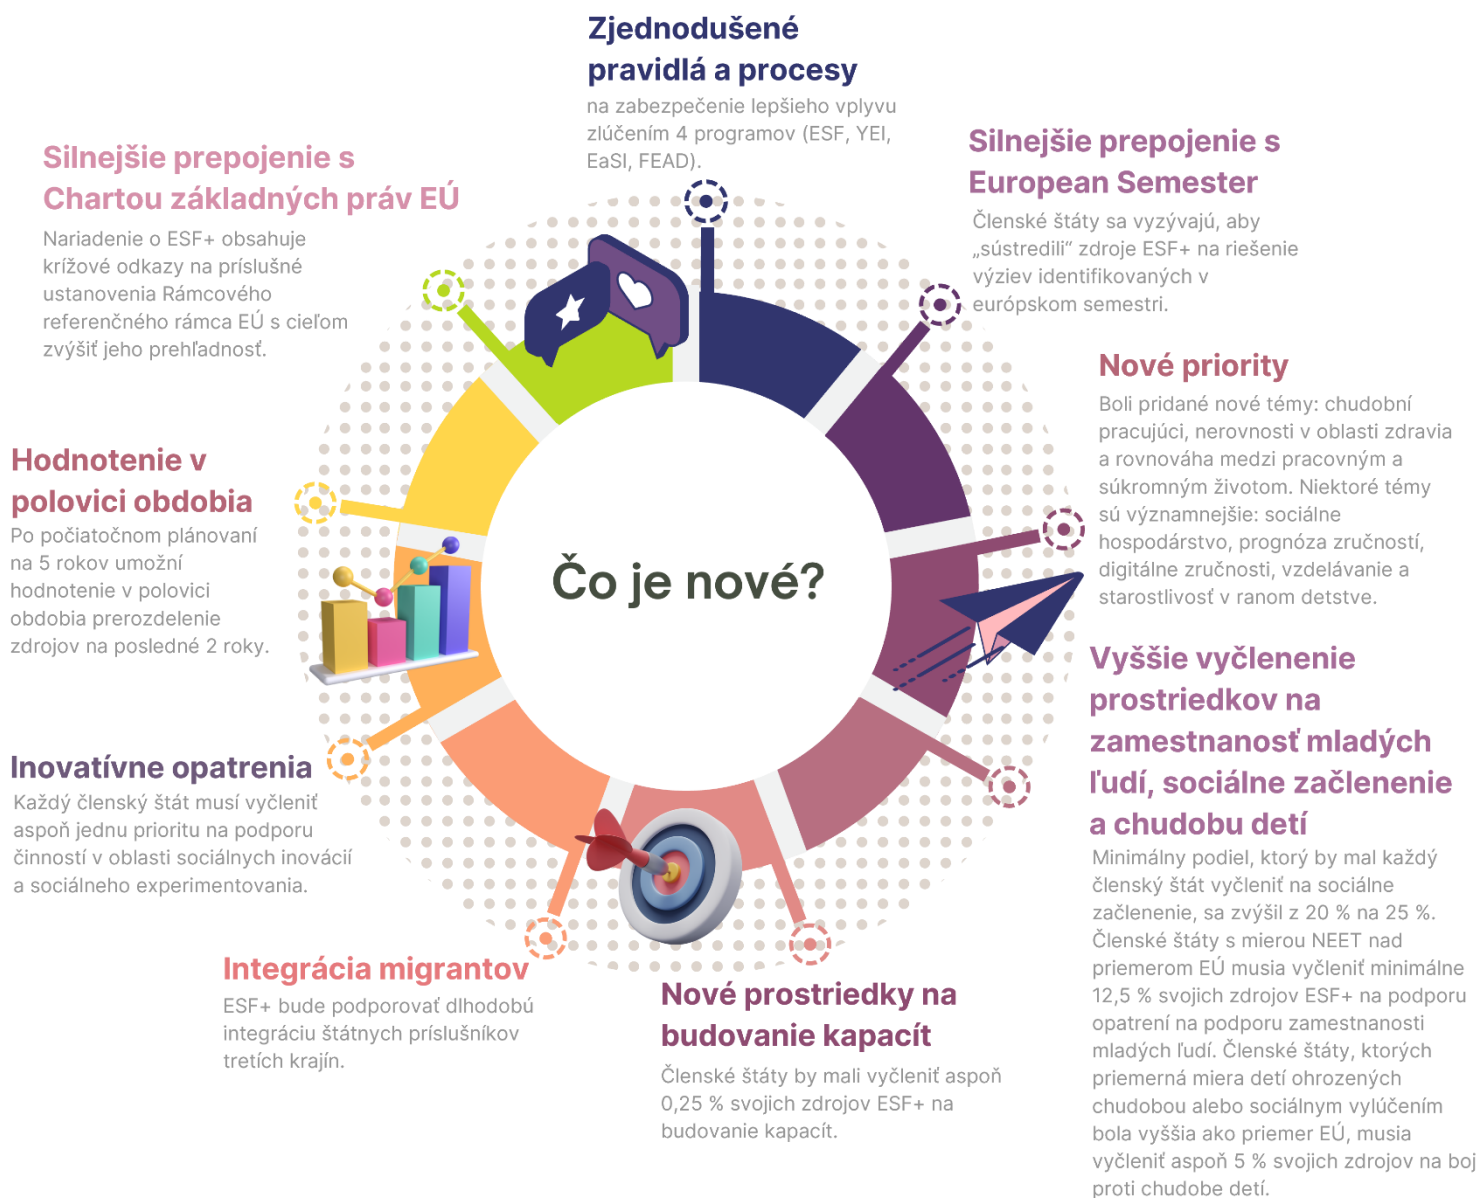 Zjednodušené
pravidlá a procesy
na zabezpečenie lepšieho vplyvu
zlúčením 4 programov (ESF, YEI,
EaSI, FEAD).
Silnejšie prepojenie s
European Semester
Členské štáty sa vyzývajú, aby
„sústredili“ zdroje ESF+ na riešenie
výziev identifikovaných v
európskom semestri.
Nové priority
Boli pridané nové témy: chudobní
pracujúci, nerovnosti v oblasti zdravia
a rovnováha medzi pracovným a
súkromným životom. Niektoré témy
sú významnejšie: sociálne
hospodárstvo, prognóza zručností,
digitálne zručnosti, vzdelávanie a
starostlivosť v ranom detstve.
Vyššie vyčlenenie
prostriedkov na
zamestnanosť mladých
ľudí, sociálne začlenenie
a chudobu detí
Minimálny podiel, ktorý by mal každý
členský štát vyčleniť na sociálne
začlenenie, sa zvýšil z 20 % na 25 %.
Členské štáty s mierou NEET nad
priemerom EÚ musia vyčleniť minimálne
12,5 % svojich zdrojov ESF+ na podporu
opatrení na podporu zamestnanosti
mladých ľudí. Členské štáty, ktorých
priemerná miera detí ohrozených
chudobou alebo sociálnym vylúčením
bola vyššia ako priemer EÚ, musia
vyčleniť aspoň 5 % svojich zdrojov na boj
proti chudobe detí.
Nové prostriedky na
budovanie kapacít
Členské štáty by mali vyčleniť aspoň
0,25 % svojich zdrojov ESF+ na
budovanie kapacít.
Integrácia migrantov
ESF+ bude podporovať dlhodobú
integráciu štátnych príslušníkov
tretích krajín.
Inovatívne opatrenia
Každý členský štát musí vyčleniť
aspoň jednu prioritu na podporu
činností v oblasti sociálnych inovácií
a sociálneho experimentovania.
Hodnotenie v
polovici obdobia
Po počiatočnom plánovaní
na 5 rokov umožní
hodnotenie v polovici
obdobia prerozdelenie
zdrojov na posledné 2 roky.
Silnejšie prepojenie s
Chartou základných práv EÚ
Nariadenie o ESF+ obsahuje
krížové odkazy na príslušné
ustanovenia Rámcového
referenčného rámca EÚ s cieľom
zvýšiť jeho prehľadnosť.
Čo je nové?